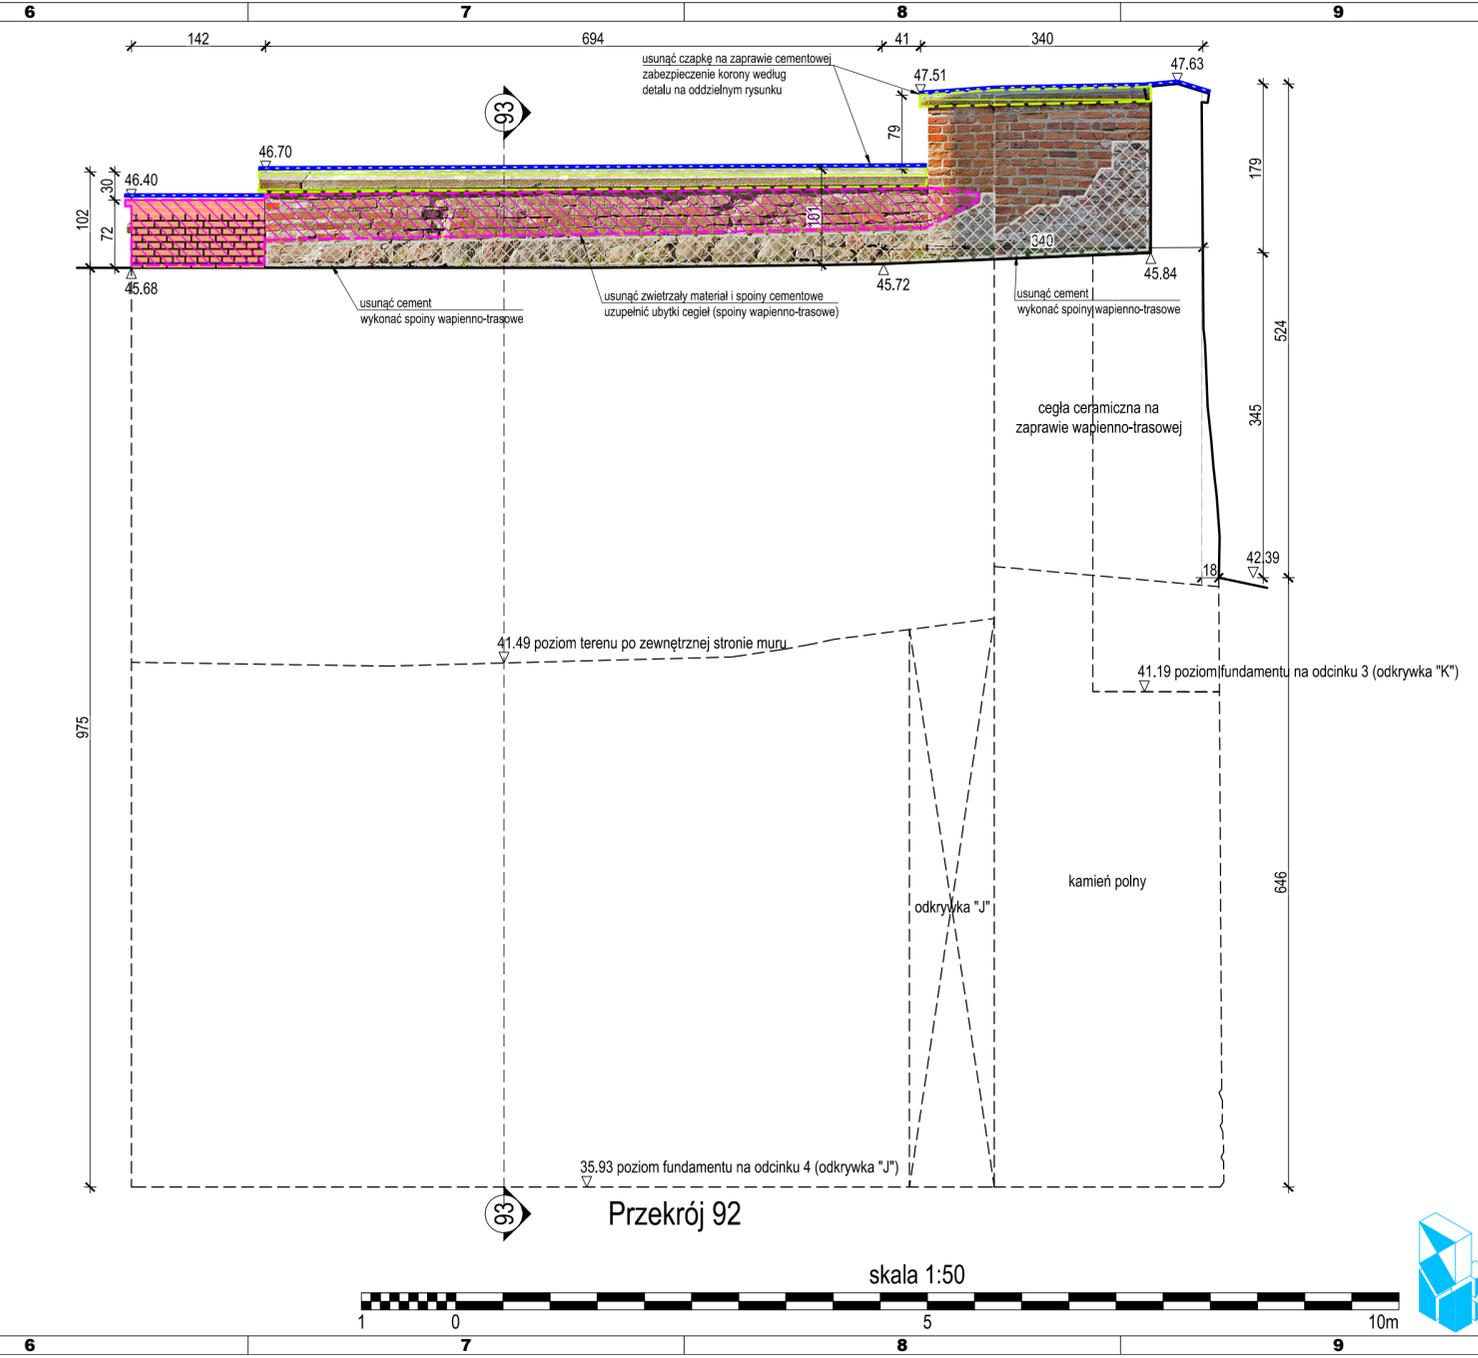 6 7 8 9
142 694 41 340
usunąć czapkę na zaprawie cementowej
zabezpieczenie korony według
detalu na oddzielnym rysunku
47.51
47.63
93
79
179
46.70
46.40
30
102
72
101
340
45.68
45.72
45.84
usunąć cement
wykonać spoiny wapienno-trasowe
usunąć zwietrzały materiał i spoiny cementowe
uzupełnić ubytki cegieł (spoiny wapienno-trasowe)
usunąć cement
wykonać spoiny wapienno-trasowe
524
345
cegła ceramiczna na
zaprawie wapienno-trasowej
42.39
18
41.49 poziom terenu po zewnętrznej stronie muru
41.19 poziom fundamentu na odcinku 3 (odkrywka "K")
975
646
kamień polny
odkrywka "J"
35.93 poziom fundamentu na odcinku 4 (odkrywka "J")
93
Przekrój 92
skala 1:50
1 0 5 10m
6 7 8 9